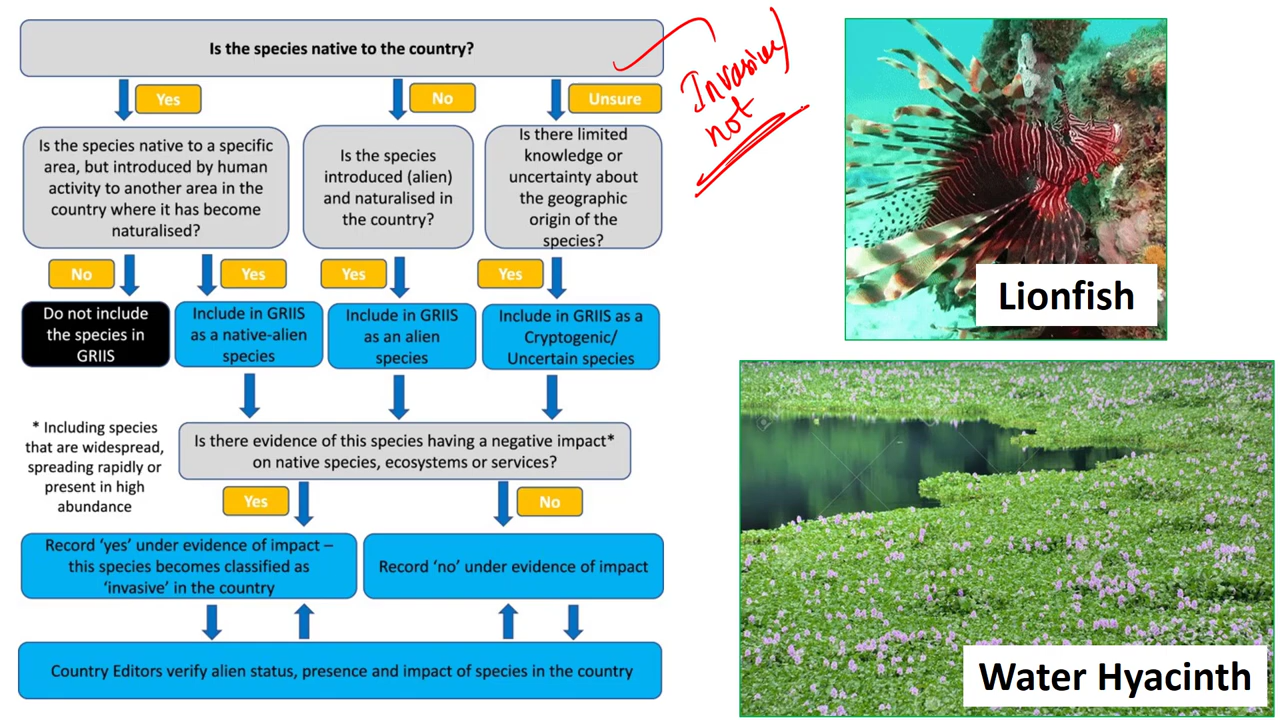 Is the species native to the country?
Yes
No
Unsure
Invasive/
not
Is the species native to a specific
area, but introduced by human
activity to another area in the
country where it has become
naturalised?
Is the species
introduced (alien)
and naturalised in
the country?
Is there limited
knowledge or
uncertainty about
the geographic
origin of the
species?
No
Yes
Yes
Yes
Do not include
the species in
GRIIS
Include in GRIIS
as a native-alien
species
Include in GRIIS
as an alien
species
Include in GRIIS as a
Cryptogenic/
Uncertain species
* Including species
that are widespread,
spreading rapidly or
present in high
abundance
Is there evidence of this species having a negative impact*
on native species, ecosystems or services?
Yes
No
Record ‘yes’ under evidence of impact –
this species becomes classified as
‘invasive’ in the country
Record ‘no’ under evidence of impact
Country Editors verify alien status, presence and impact of species in the country
Lionfish
Water Hyacinth